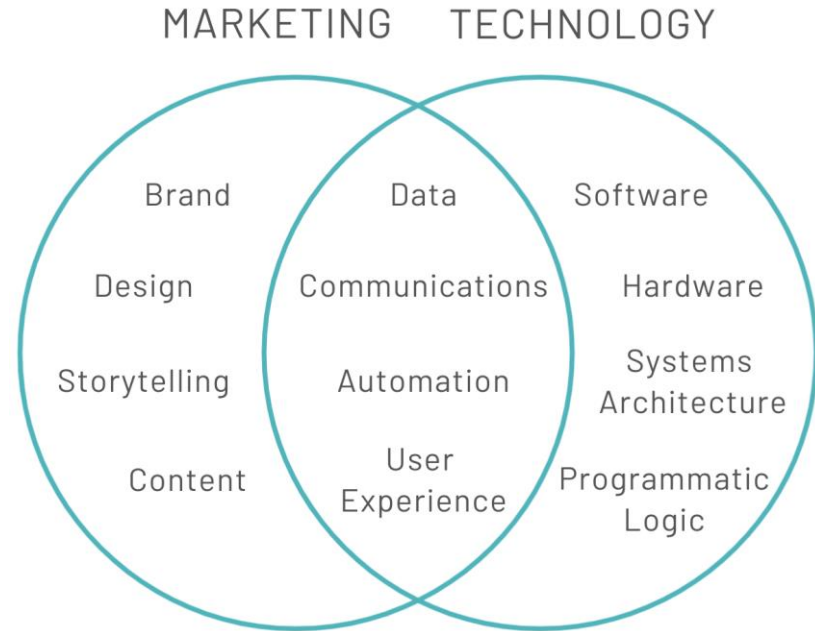 MARKETING TECHNOLOGY
Brand
Design
Storytelling
Content
Data
Communications
Automation
User
Experience
Software
Hardware
Systems
Architecture
Programmatic
Logic